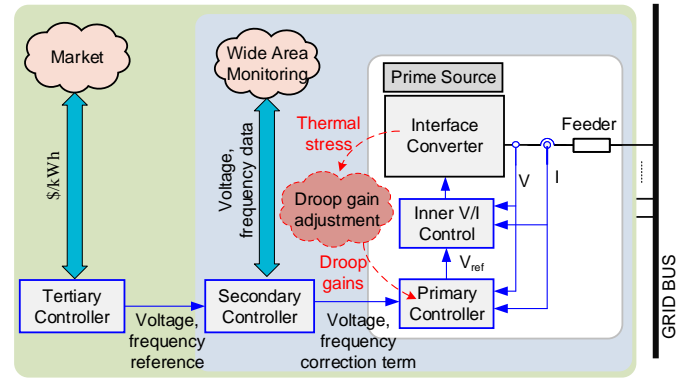 Market
Wide Area
Monitoring
Prime Source
Interface
Converter
Feeder
Thermal
stress
$/kWh
Voltage,
frequency data
Droop gain
adjustment
V
I
Inner V/I
Control
Droop
gains
Vref
Tertiary
Controller
Secondary
Controller
Primary
Controller
Voltage,
frequency
reference
Voltage,
frequency
correction term
GRID BUS